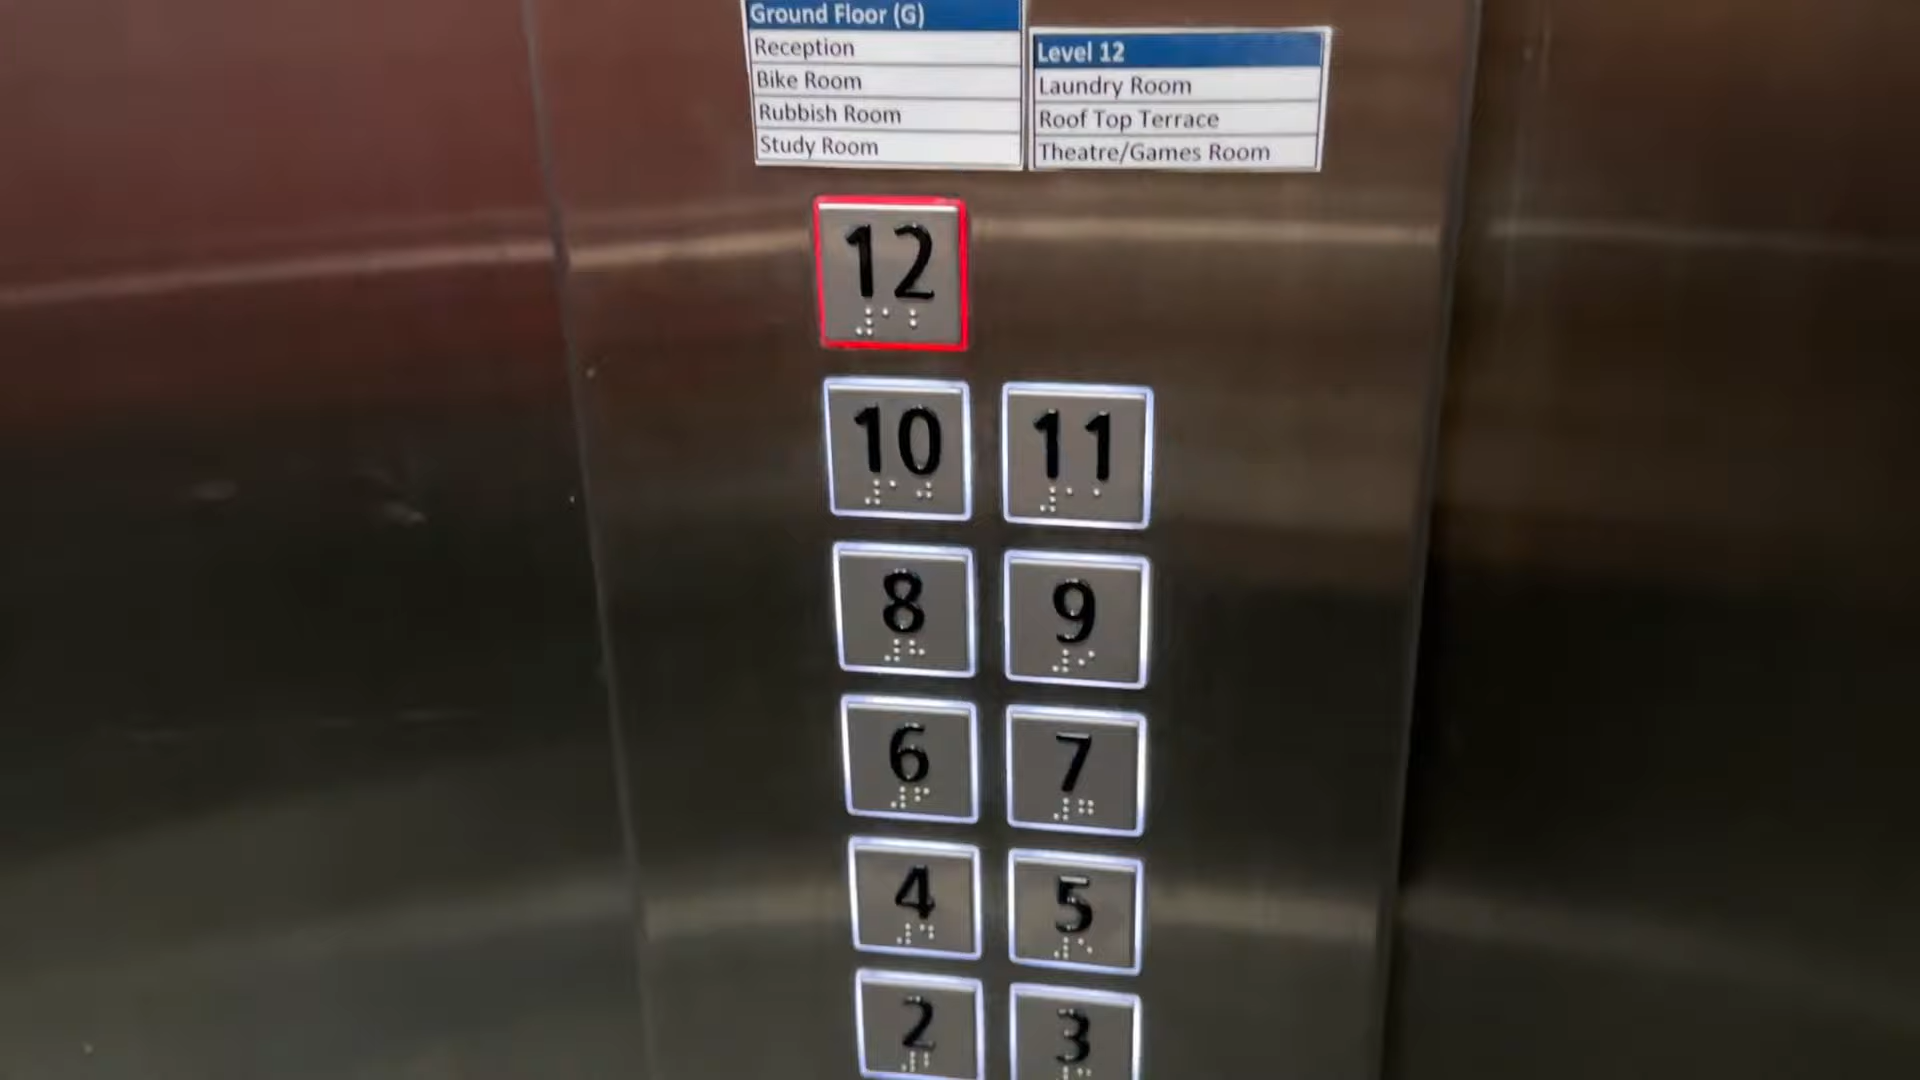 Ground Floor (G)
Reception
Bike Room
Rubbish Room
Study Room
Level 12
Laundry Room
Roof Top Terrace
Theatre/Games Room
12
10 11
8 9
6 7
4 5
2 3